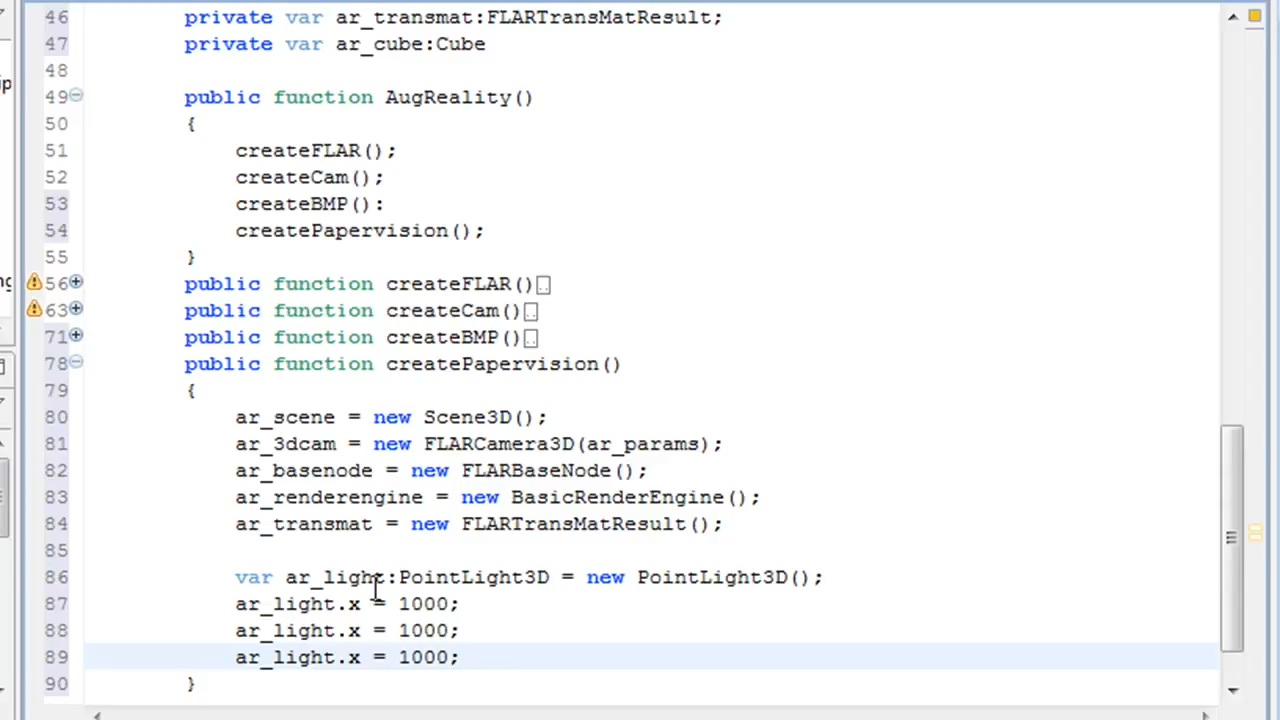 46 private var ar_transmat:FLARTransMatResult;
47 private var ar_cube:Cube
48
49 public function AugReality()
50 {
51 createFLAR();
52 createCam();
53 createBMP():
54 createPapervision();
55 }
56 public function createFLAR()
63 public function createCam()
71 public function createBMP()
78 public function createPapervision()
79 {
80 ar_scene = new Scene3D();
81 ar_3dcam = new FLARCamera3D(ar_params);
82 ar_basenode = new FLARBaseNode();
83 ar_renderengine = new BasicRenderEngine();
84 ar_transmat = new FLARTransMatResult();
85
86 var ar_light:PointLight3D = new PointLight3D();
87 ar_light.x = 1000;
88 ar_light.x = 1000;
89 ar_light.x = 1000;
90 }